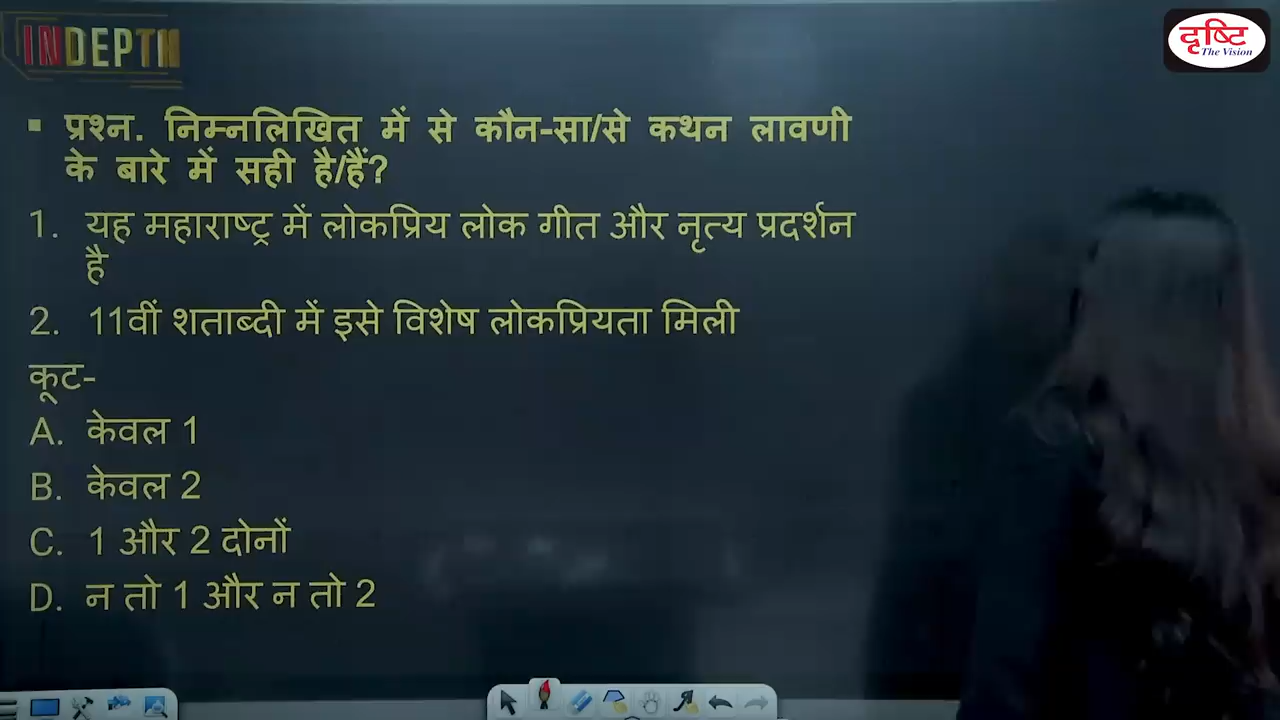 INDEPTH
दृष्टि
The Vision
▪ प्रश्न. निम्नलिखित में से कौन-सा/से कथन लावणी
के बारे में सही है/हैं?
1. यह महाराष्ट्र में लोकप्रिय लोक गीत और नृत्य प्रदर्शन
है
2. 11वीं शताब्दी में इसे विशेष लोकप्रियता मिली
कूट-
A. केवल 1
B. केवल 2
C. 1 और 2 दोनों
D. न तो 1 और न तो 2